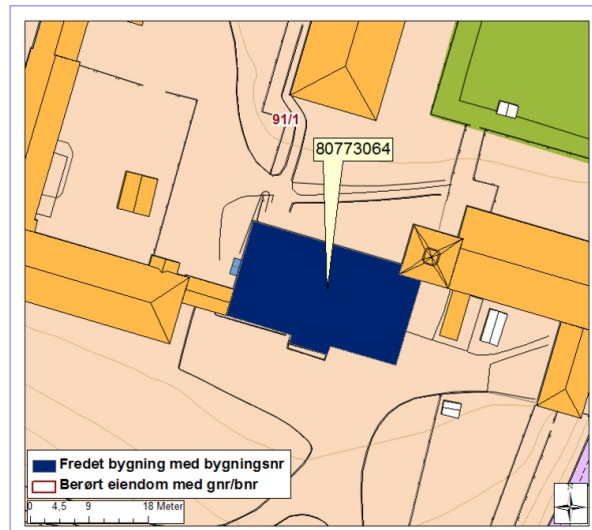 91/1
80773064
Fredet bygning med bygningsnr
Berørt eiendom med gnr/bnr
0 4,5 9 18 Meter